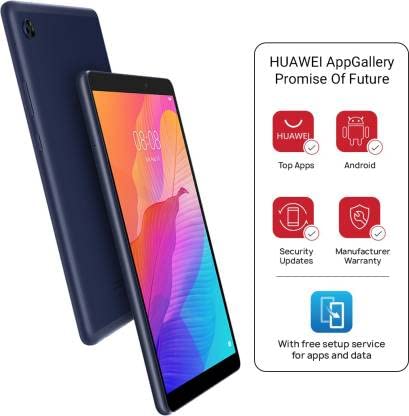 08:08
HUAWEI AppGallery
Promise Of Future
HUAWEI
Top Apps
Android
Security
Updates
Manufacturer
Warranty
With free setup service
for apps and data